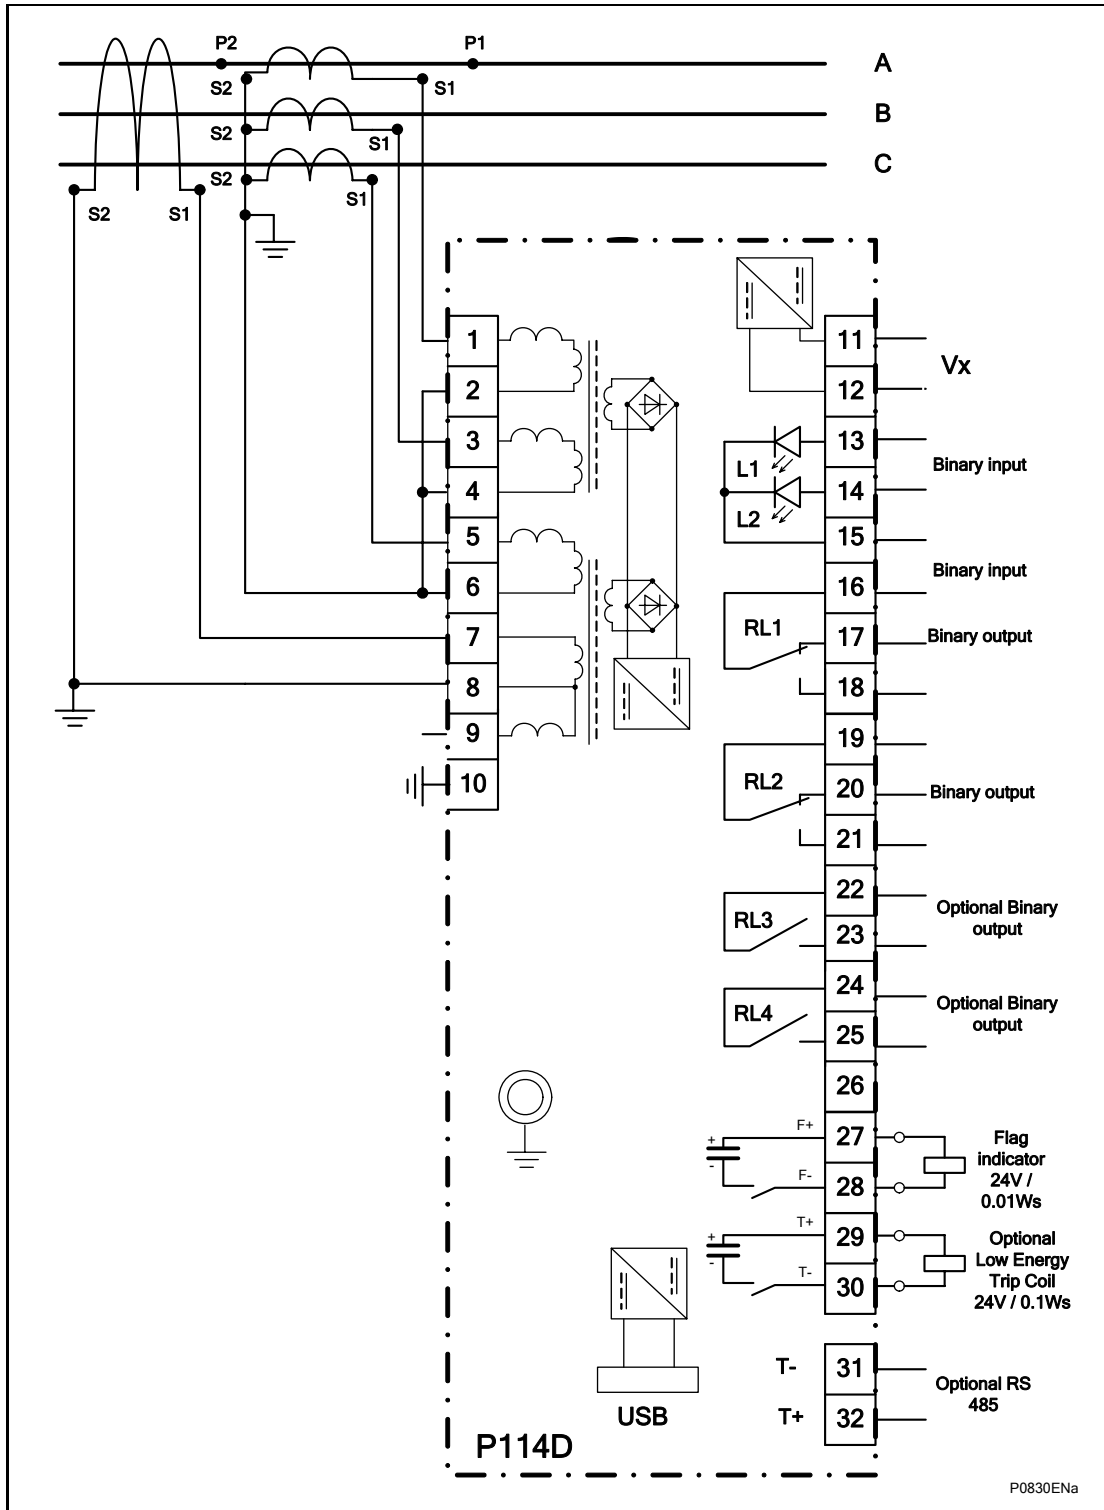 P2
P1
A
S2
S1
B
S2
S1
C
S2
S1
S2
S1
1
2
3
4
5
6
7
8
9
10
11
Vx
12
13
L1
Binary input
14
L2
15
Binary input
16
RL1
17
Binary output
18
19
RL2
20
Binary output
21
22
Optional Binary
output
RL3
23
24
Optional Binary
output
RL4
25
26
+
-
F+
27
F-
28
Flag
indicator
24V /
0.01Ws
+
-
T+
29
T-
30
Optional
Low Energy
Trip Coil
24V / 0.1Ws
T-
31
Optional RS
485
T+
32
USB
P114D
P0830ENa